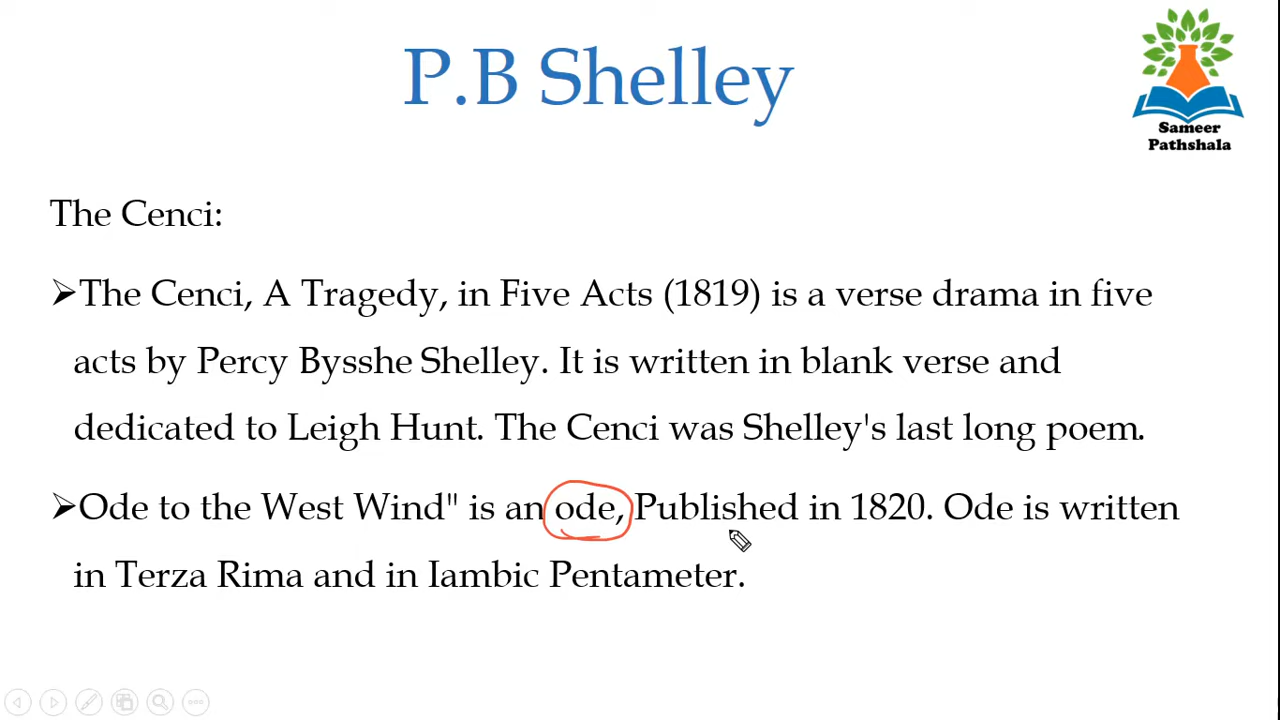 P.B Shelley
Sameer
Pathshala
The Cenci:
➢The Cenci, A Tragedy, in Five Acts (1819) is a verse drama in five
acts by Percy Bysshe Shelley. It is written in blank verse and
dedicated to Leigh Hunt. The Cenci was Shelley's last long poem.
➢Ode to the West Wind" is an ode, Published in 1820. Ode is written
in Terza Rima and in Iambic Pentameter.